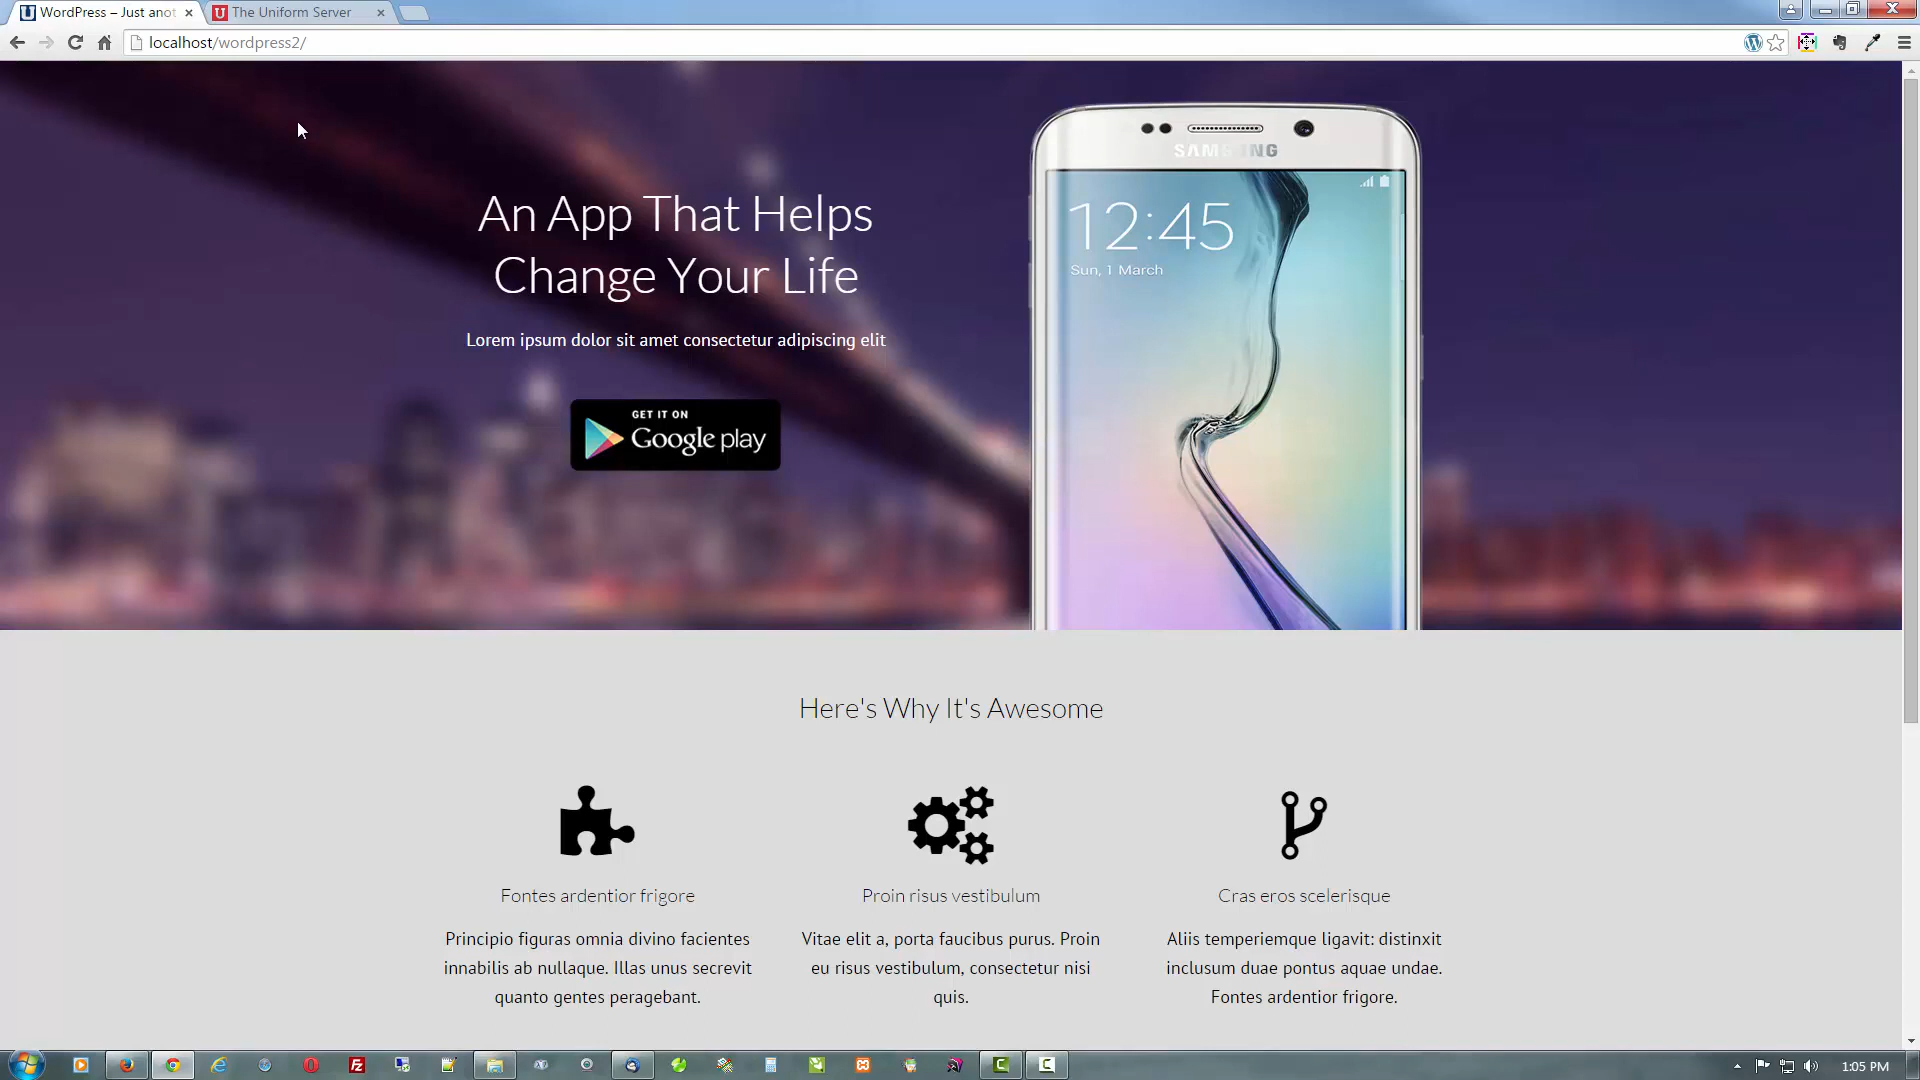 WordPress – Just anot
The Uniform Server
localhost/wordpress2/
SAMSUNG
12:45
Sun, 1 March
An App That Helps
Change Your Life
Lorem ipsum dolor sit amet consectetur adipiscing elit
GET IT ON
Google play
Here's Why It's Awesome
Fontes ardentior frigore
Principio figuras omnia divino facientes
innabilis ab nullaque. Illas unus secrevit
quanto gentes peragebant.
Proin risus vestibulum
Vitae elit a, porta faucibus purus. Proin
eu risus vestibulum, consectetur nisi
quis.
Cras eros scelerisque
Aliis temperiemque ligavit: distinxit
inclusum duae pontus aquae undae.
Fontes ardentior frigore.
1:05 PM